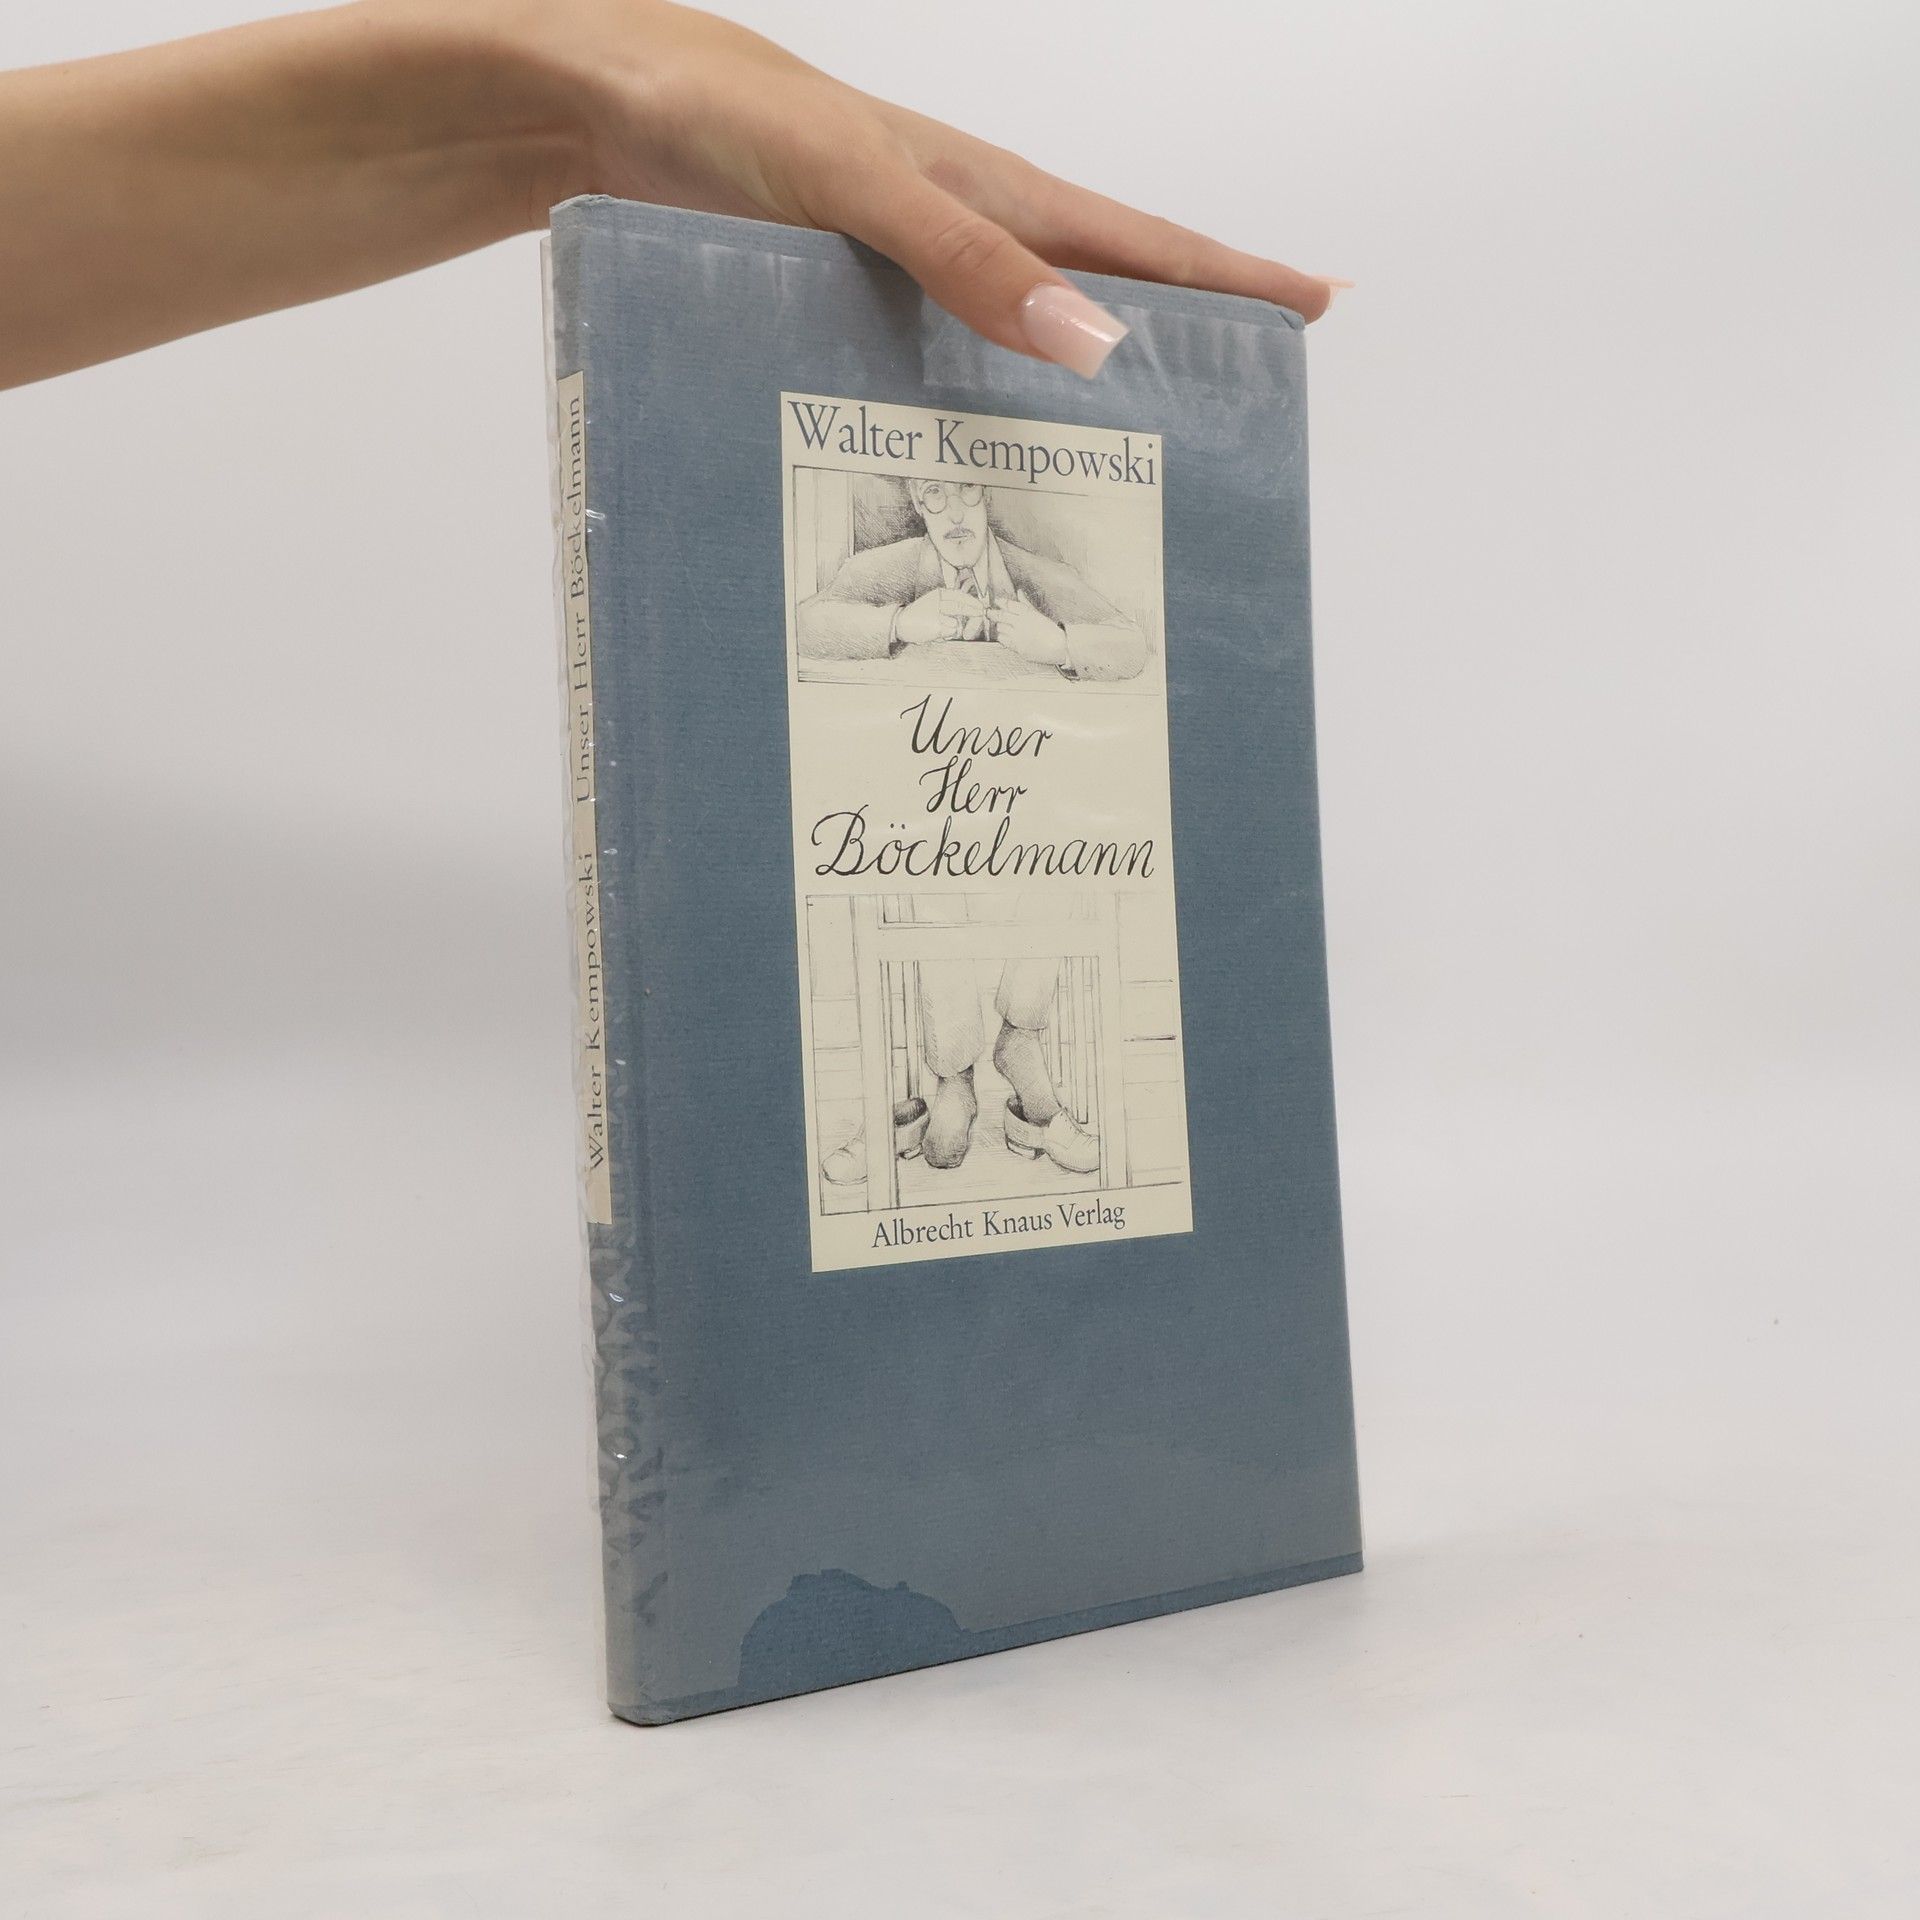 Walter Kempowski
Unser
Herr
Böckelmann
Albrecht Knaus Verlag
Walter Kempowski Unser Herr Böckelmann